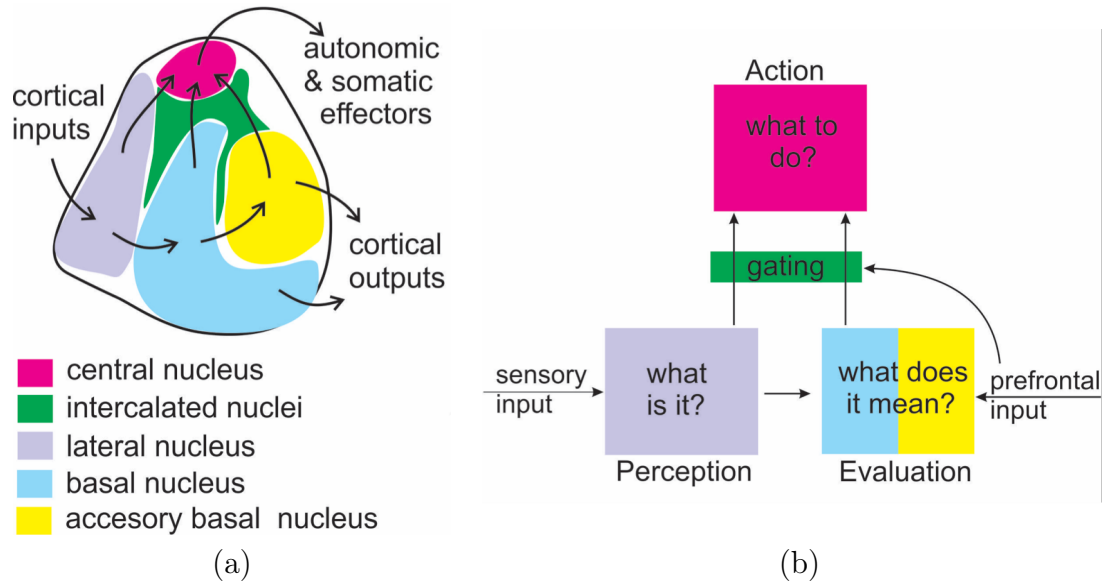 cortical
inputs
autonomic
& somatic
effectors
cortical
outputs
central nucleus
intercalated nuclei
lateral nucleus
basal nucleus
accesory basal nucleus
(a)
Action
what to
do?
gating
sensory
input
what
is it?
Perception
what does
it mean?
Evaluation
prefrontal
input
(b)